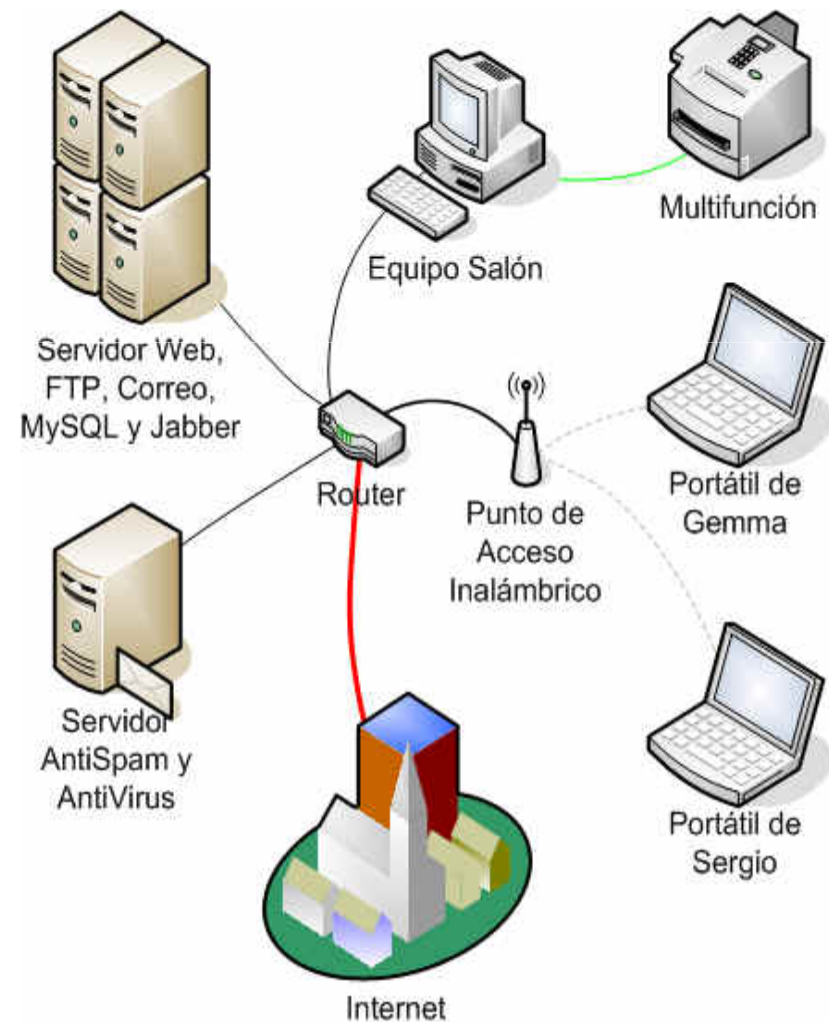 Multifunción
Equipo Salón
Servidor Web,
FTP, Correo,
MySQL y Jabber
Router
Punto de
Acceso
Inalámbrico
Portátil de
Gemma
Servidor
AntiSpam y
AntiVirus
Portátil de
Sergio
Internet